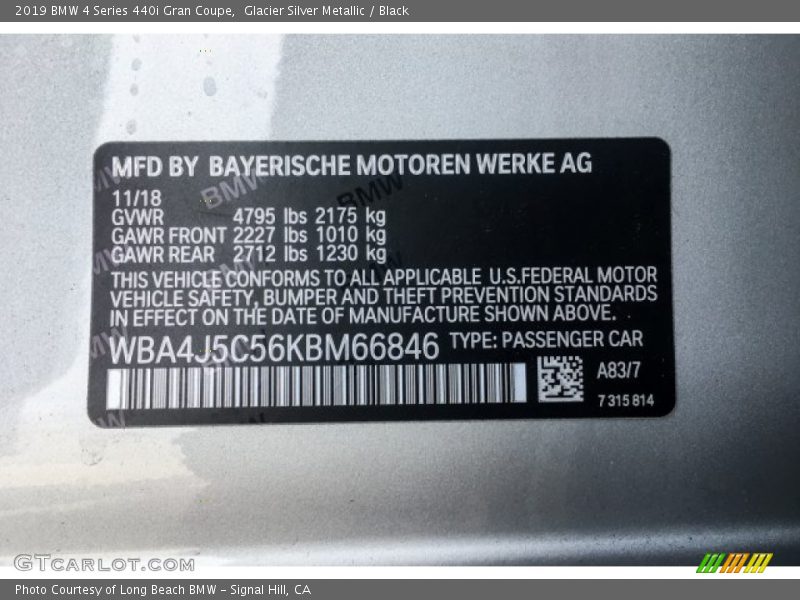 2019 BMW 4 Series 440i Gran Coupe,  Glacier Silver Metallic / Black
MFD BY BAYERISCHE MOTOREN WERKE AG
11/18
GVWR 4795 lbs 2175 kg
GAWR FRONT 2227 lbs 1010 kg
GAWR REAR 2712 lbs 1230 kg
THIS VEHICLE CONFORMS TO ALL APPLICABLE U.S.FEDERAL MOTOR
VEHICLE SAFETY, BUMPER AND THEFT PREVENTION STANDARDS
IN EFFECT ON THE DATE OF MANUFACTURE SHOWN ABOVE.
WBA4J5C56KBM66846 TYPE: PASSENGER CAR
A83/7
7 315 814
GTCARLOT.COM
Photo Courtesy of Long Beach BMW – Signal Hill, CA